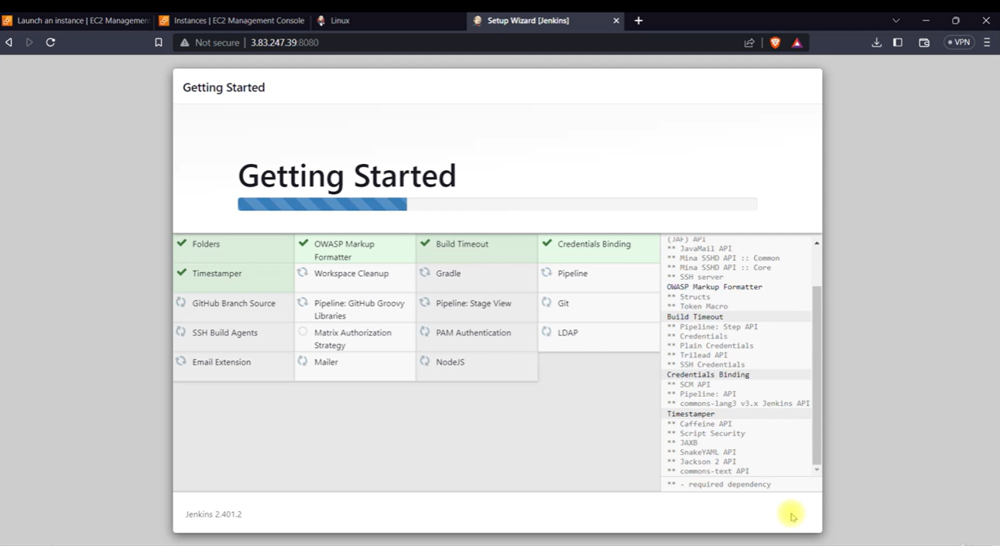 Launch an instance | EC2 Managemen
Instances | EC2 Management Console
Linux
Setup Wizard [Jenkins]
Not secure
3.83.247.39:8080
VPN
Getting Started
Getting Started
Folders
OWASP Markup
Formatter
Build Timeout
Credentials Binding
Timestamper
Workspace Cleanup
Gradle
Pipeline
GitHub Branch Source
Pipeline: GitHub Groovy
Libraries
Pipeline: Stage View
Git
SSH Build Agents
Matrix Authorization
Strategy
PAM Authentication
LDAP
Email Extension
Mailer
NodeJS
(JAF) API
** JavaMail API
** Mina SSHD API :: Common
** Mina SSHD API :: Core
** SSH server
OWASP Markup Formatter
** Structs
** Token Macro
Build Timeout
** Pipeline: Step API
** Credentials
** Plain Credentials
** Trilead API
** SSH Credentials
Credentials Binding
** SCM API
** Pipeline: API
** commons-lang3 v3.x Jenkins API
Timestamper
** Caffeine API
** Script Security
** JAXB
** SnakeYAML API
** Jackson 2 API
** commons-text API
** - required dependency
Jenkins 2.401.2